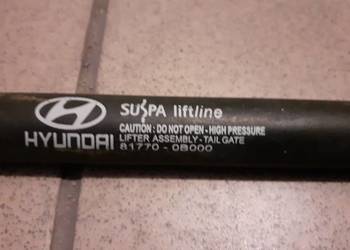 SUSPA liftline
CAUTION : DO NOT OPEN - HIGH PRESSURE
HYUNDAI
LIFTER ASSEMBLY - TAIL GATE
81770 - 0B000